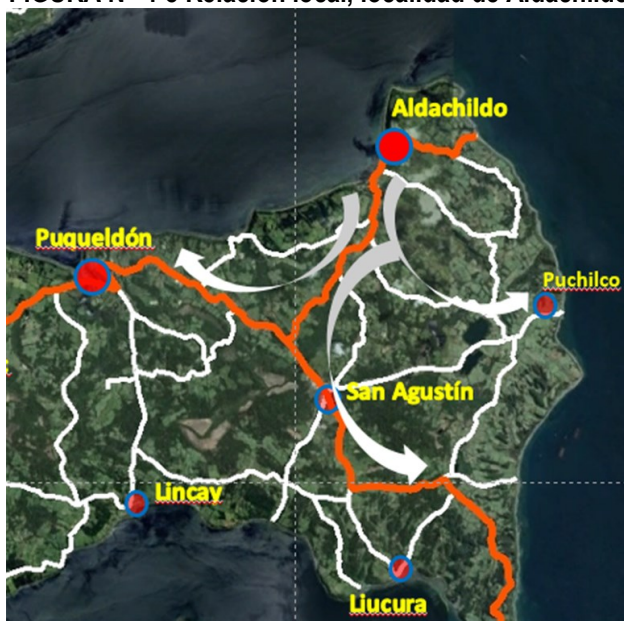 Aldachildo
Puqueldón
Puchilco
San Agustín
Lincay
Liucura